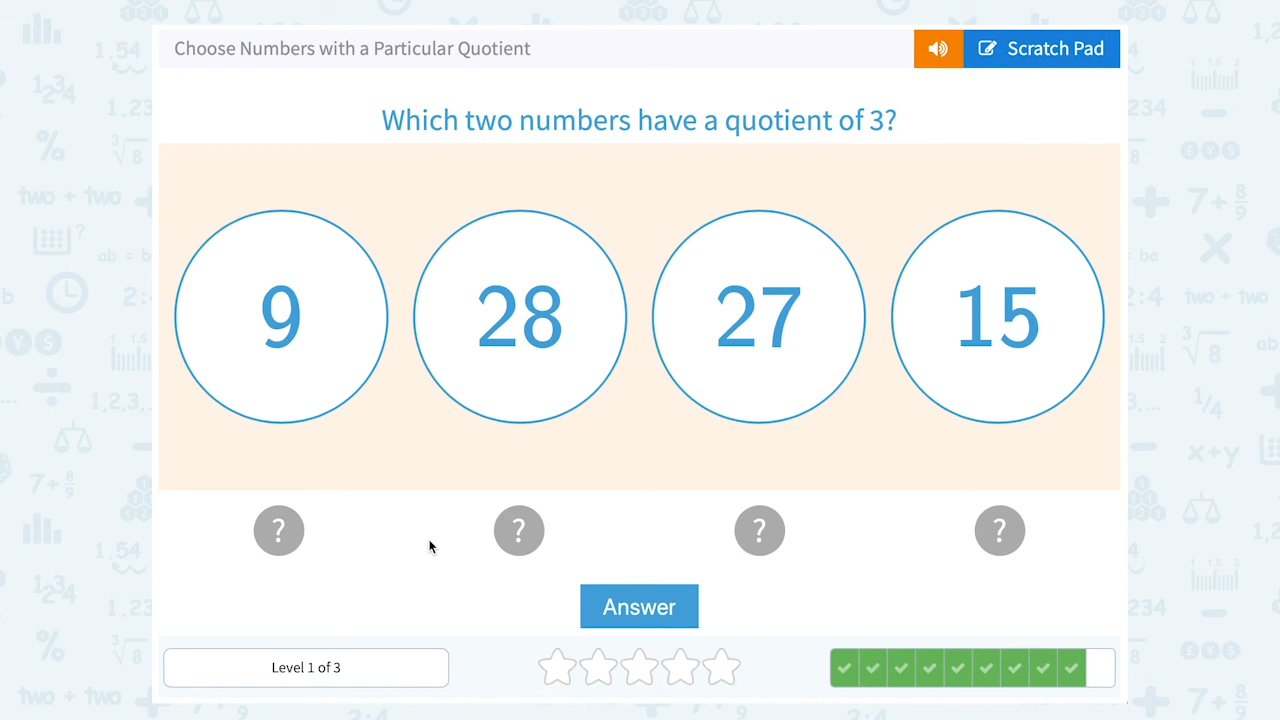 Choose Numbers with a Particular Quotient
Scratch Pad
Which two numbers have a quotient of 3?
9 28 27 15
? ? ? ?
Answer
Level 1 of 3